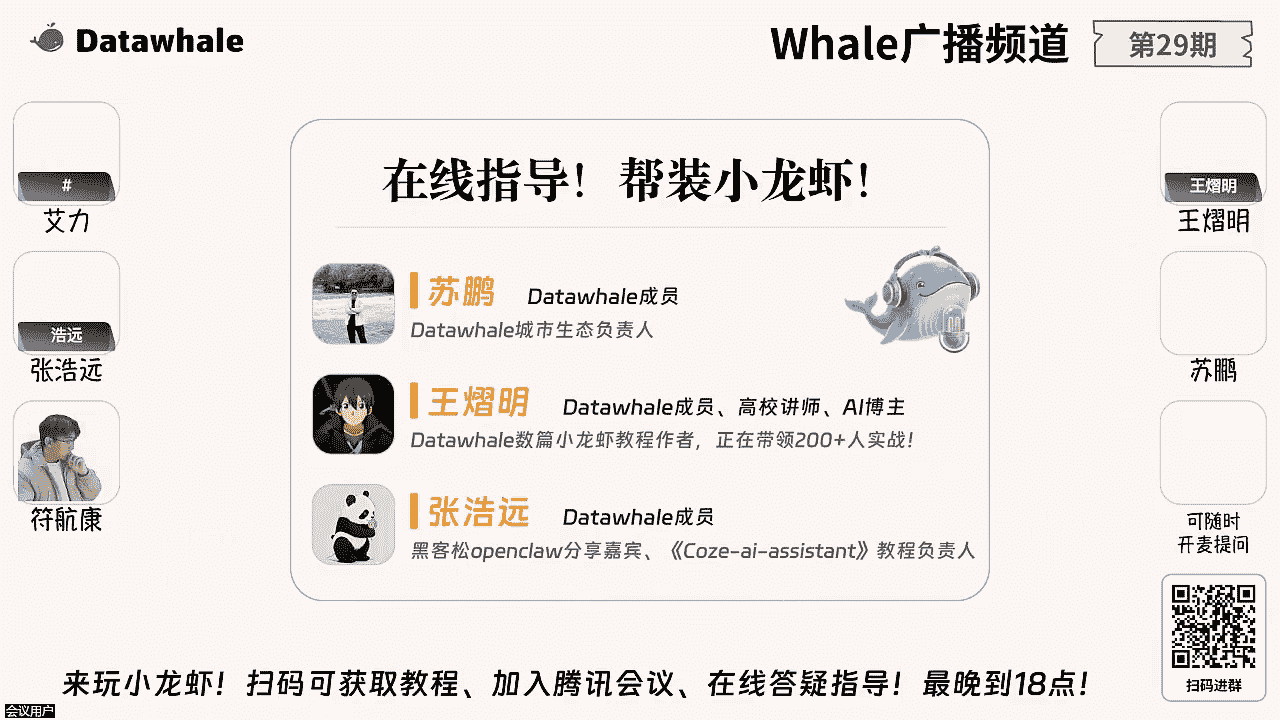 Datawhale
Whale广播频道
第29期
#
艾力
浩远
张浩远
符航康
在线指导！帮装小龙虾！
苏鹏 Datawhale成员
Datawhale城市生态负责人
王熠明 Datawhale成员、高校讲师、AI博主
Datawhale数篇小龙虾教程作者，正在带领200+人实战！
张浩远 Datawhale成员
黑客松openclaw分享嘉宾、《Coze-ai-assistant》教程负责人
王熠明
王熠明
苏鹏
可随时
开麦提问
扫码进群
来玩小龙虾！扫码可获取教程、加入腾讯会议、在线答疑指导！最晚到18点！
会议用户